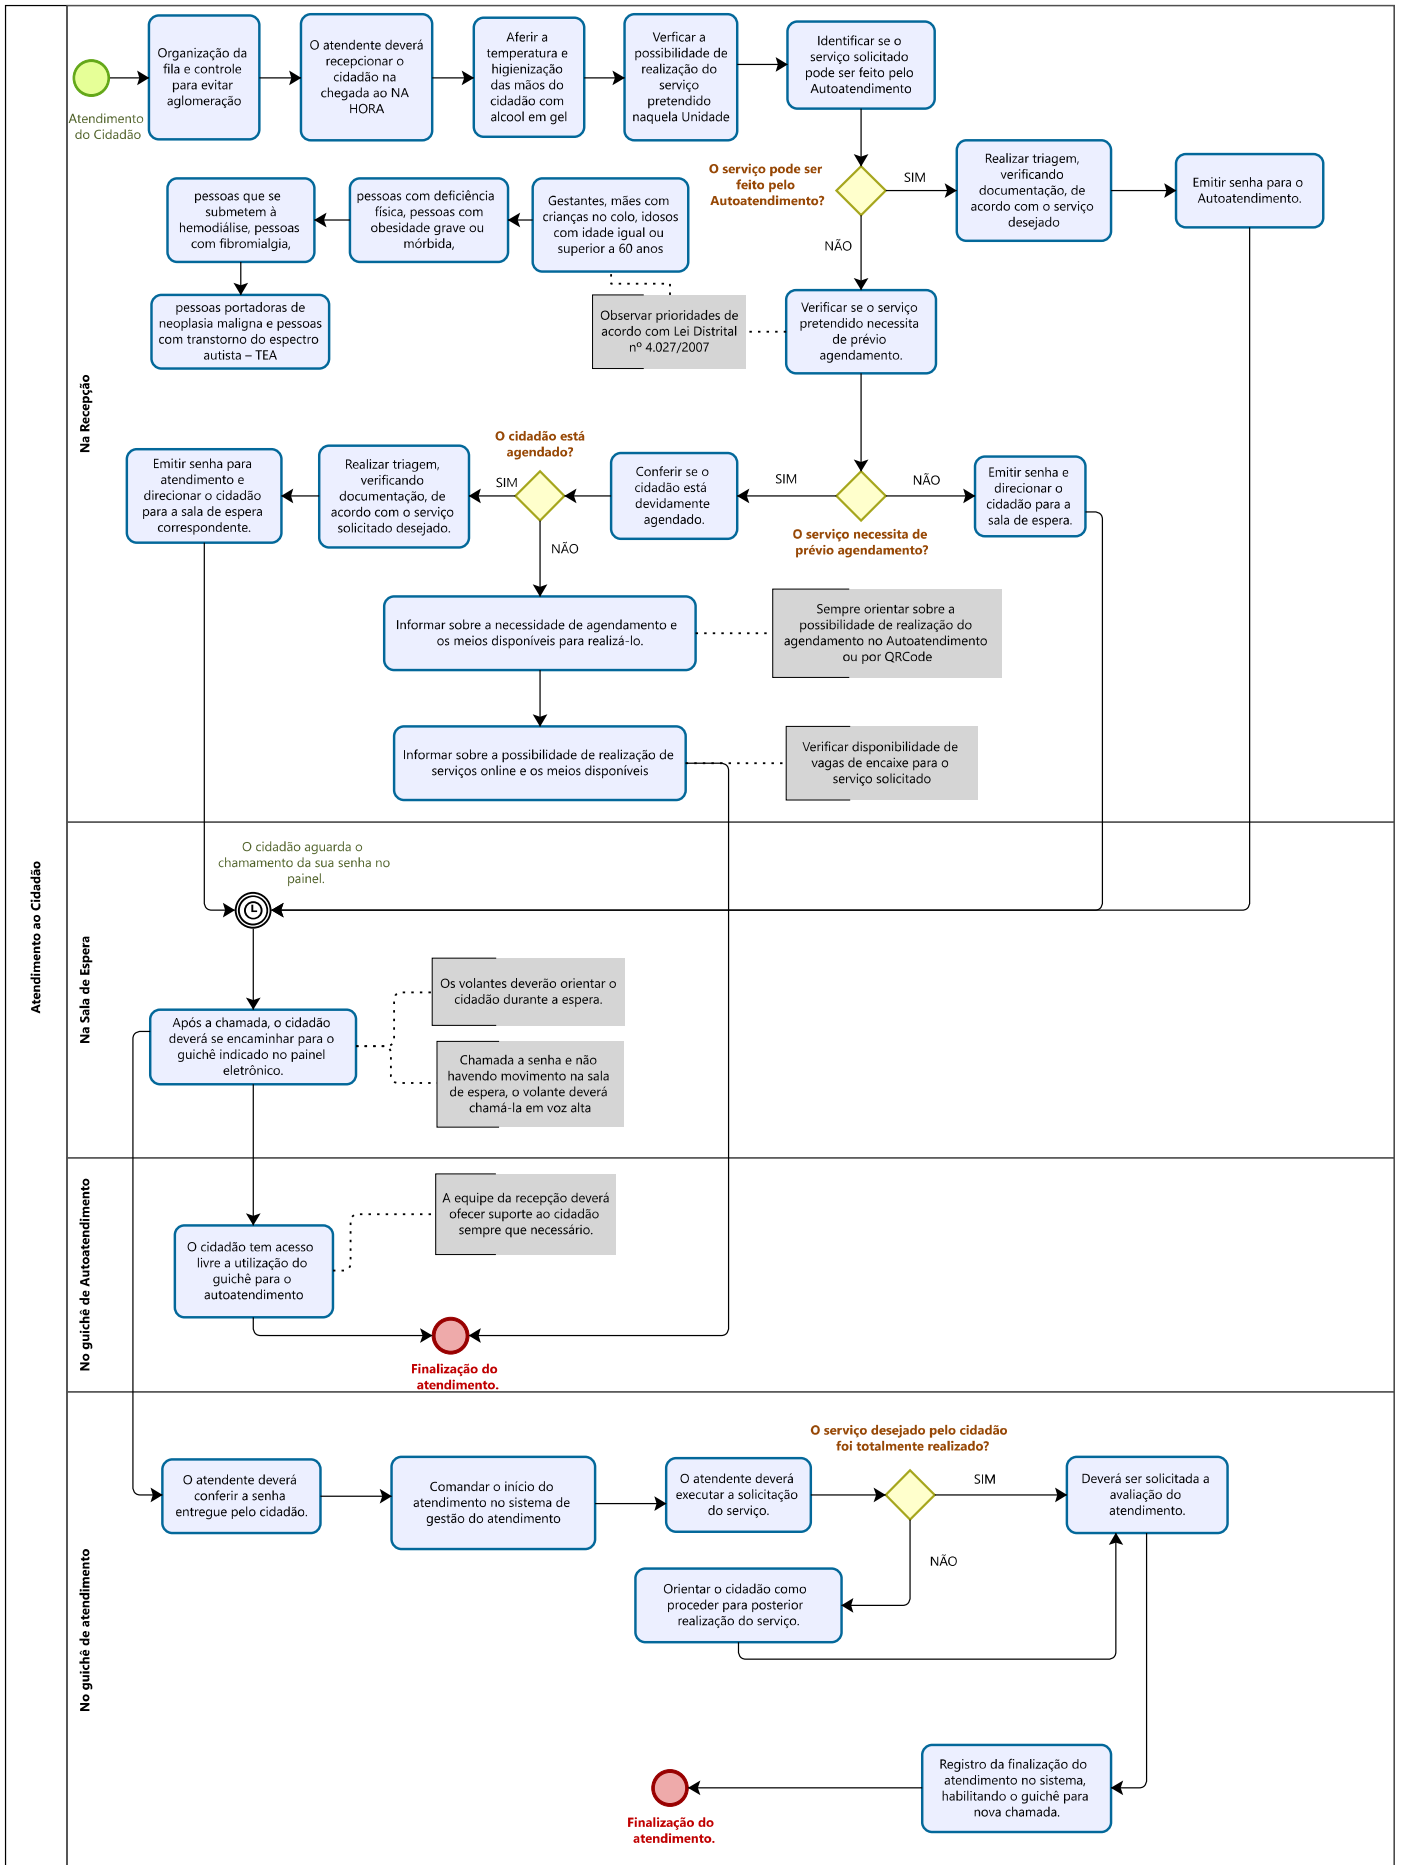 Atendimento ao Cidadão
Na Recepção
Atendimento
do Cidadão
Organização da
fila e controle
para evitar
aglomeração
O atendente deverá
recepcionar o
cidadão na
chegada ao NA
HORA
Aferir a
temperatura e
higienização
das mãos do
cidadão com
alcool em gel
Verficar a
possibilidade de
realização do
serviço
pretendido
naquela Unidade
Identificar se o
serviço solicitado
pode ser feito pelo
Autoatendimento
O serviço pode ser
feito pelo
Autoatendimento?
SIM
Realizar triagem,
verificando
documentação, de
acordo com o serviço
desejado
Emitir senha para o
Autoatendimento.
NÃO
Verificar se o serviço
pretendido necessita
de prévio
agendamento.
Observar prioridades de
acordo com Lei Distrital
nº 4.027/2007
Gestantes, mães com
crianças no colo, idosos
com idade igual ou
superior a 60 anos
pessoas com deficiência
física, pessoas com
obesidade grave ou
mórbida,
pessoas que se
submetem à
hemodiálise, pessoas
com fibromialgia,
pessoas portadoras de
neoplasia maligna e pessoas
com transtorno do espectro
autista – TEA
O serviço necessita de
prévio agendamento?
NÃO
Emitir senha e
direcionar o
cidadão para a
sala de espera.
SIM
Conferir se o
cidadão está
devidamente
agendado.
O cidadão está
agendado?
SIM
Realizar triagem,
verificando
documentação, de
acordo com o serviço
solicitado desejado.
Emitir senha para
atendimento e
direcionar o cidadão
para a sala de espera
correspondente.
NÃO
Informar sobre a necessidade de agendamento e
os meios disponíveis para realizá-lo.
Sempre orientar sobre a
possibilidade de realização do
agendamento no Autoatendimento
ou por QRCode
Informar sobre a possibilidade de realização de
serviços online e os meios disponíveis
Verificar disponibilidade de
vagas de encaixe para o
serviço solicitado
Na Sala de Espera
O cidadão aguarda o
chamamento da sua senha no
painel.
Após a chamada, o cidadão
deverá se encaminhar para o
guichê indicado no painel
eletrônico.
Os volantes deverão orientar o
cidadão durante a espera.
Chamada a senha e não
havendo movimento na sala
de espera, o volante deverá
chamá-la em voz alta
No guichê de Autoatendimento
A equipe da recepção deverá
ofecer suporte ao cidadão
sempre que necessário.
O cidadão tem acesso
livre a utilização do
guichê para o
autoatendimento
Finalização do
atendimento.
No guichê de atendimento
O atendente deverá
conferir a senha
entregue pelo cidadão.
Comandar o início do
atendimento no sistema de
gestão do atendimento
O atendente deverá
executar a solicitação
do serviço.
O serviço desejado pelo cidadão
foi totalmente realizado?
SIM
Deverá ser solicitada a
avaliação do
atendimento.
NÃO
Orientar o cidadão como
proceder para posterior
realização do serviço.
Registro da finalização do
atendimento no sistema,
habilitando o guichê para
nova chamada.
Finalização do
atendimento.